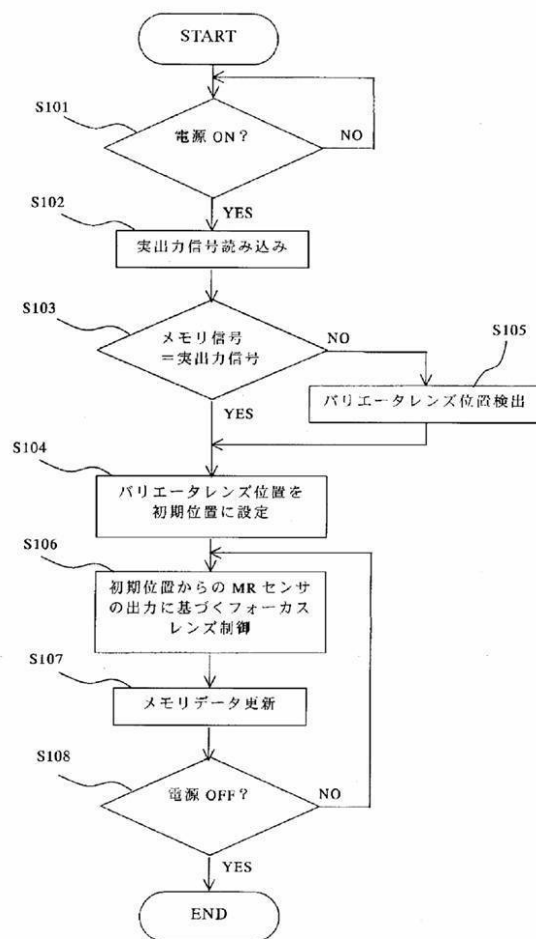 START
S101
電源 ON?
NO
YES
S102
実出力信号読み込み
S103
メモリ信号
=実出力信号
NO
YES
S105
バリエータレンズ位置検出
S104
バリエータレンズ位置を
初期位置に設定
S106
初期位置からの MR センサ
の出力に基づくフォーカス
レンズ制御
S107
メモリデータ更新
S108
電源 OFF?
NO
YES
END